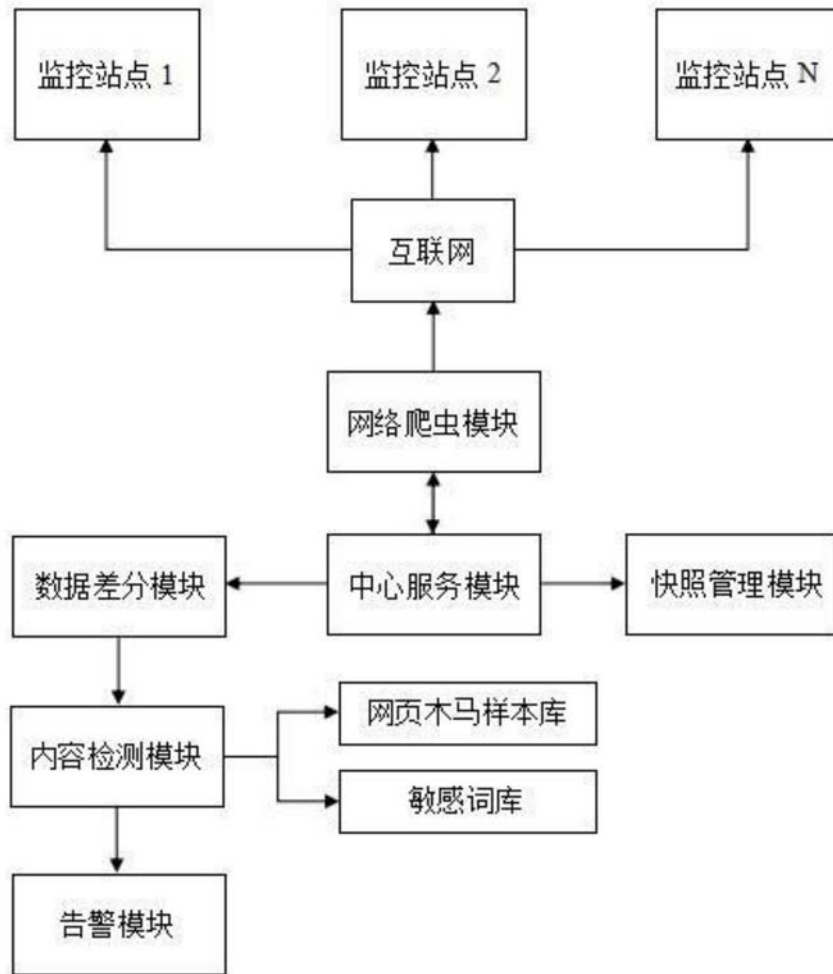 监控站点 1
监控站点 2
监控站点 N
互联网
网络爬虫模块
数据差分模块
中心服务模块
快照管理模块
内容检测模块
网页木马样本库
敏感词库
告警模块